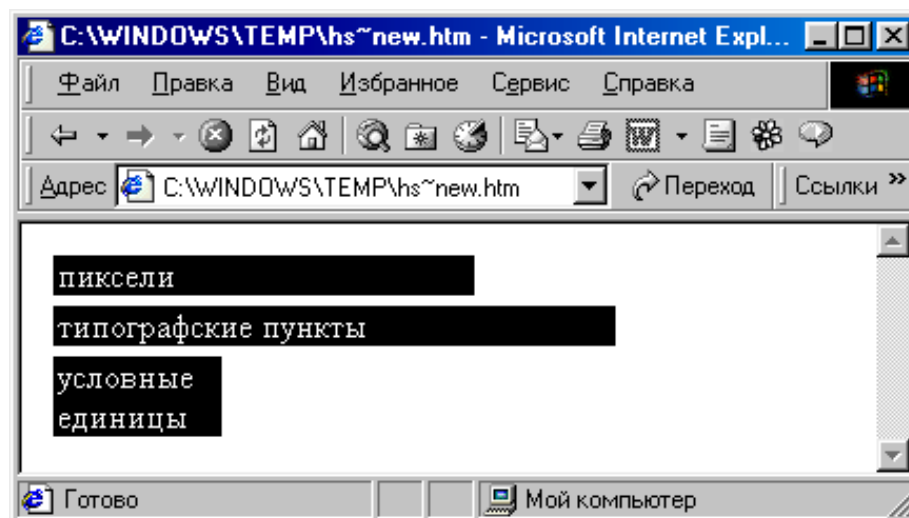 C:\WINDOWS\TEMP\hs~new.htm - Microsoft Internet Expl...
Файл Правка Вид Избранное Сервис Справка
Адрес C:\WINDOWS\TEMP\hs~new.htm Переход Ссылки »
пиксели
типографские пункты
условные
единицы
Готово Мой компьютер